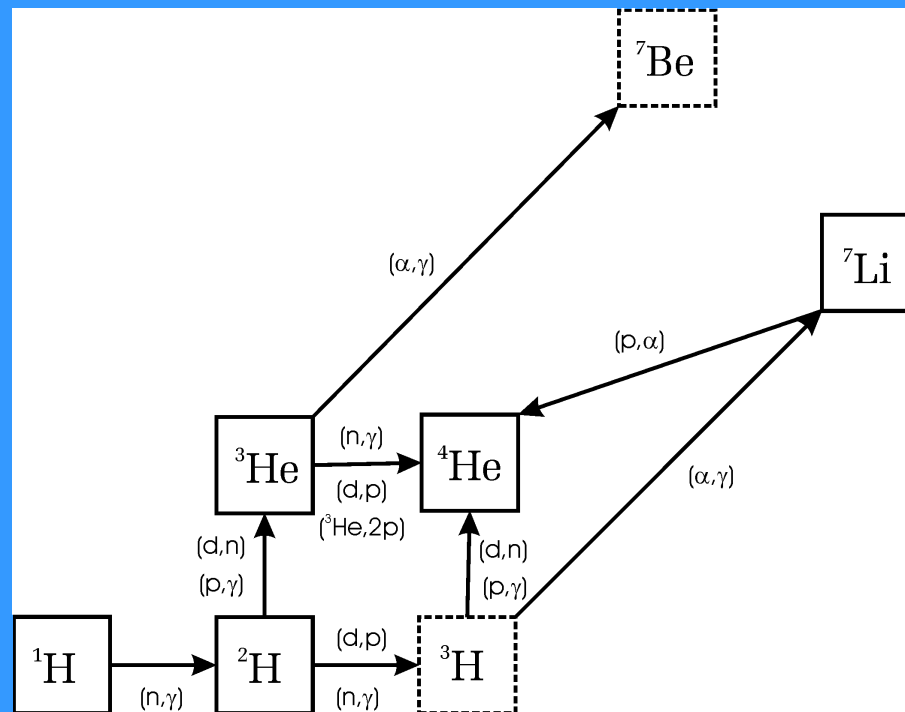 ⁷Be
(α,γ)
⁷Li
(p,α)
³He
(n,γ)
(d,p)
(³He,2p)
⁴He
(α,γ)
(d,n)
(p,γ)
(d,n)
(p,γ)
¹H
(n,γ)
²H
(d,p)
(n,γ)
³H